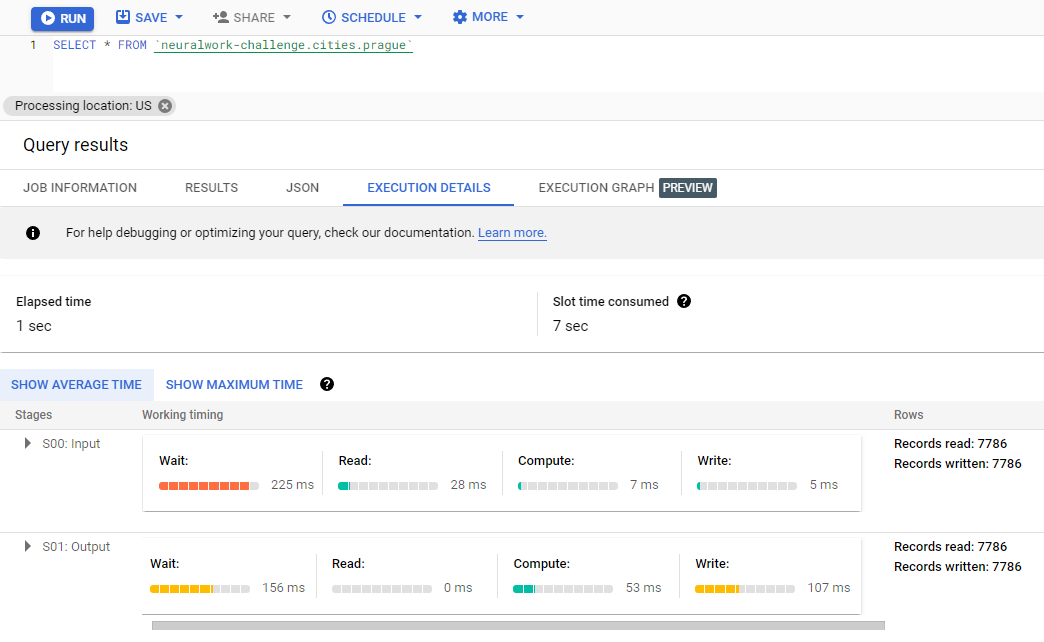 RUN SAVE SHARE SCHEDULE MORE
1 SELECT * FROM `neuralwork-challenge.cities.prague`
Processing location: US
Query results
JOB INFORMATION RESULTS JSON EXECUTION DETAILS EXECUTION GRAPH PREVIEW
For help debugging or optimizing your query, check our documentation. Learn more.
Elapsed time Slot time consumed ?
1 sec 7 sec
SHOW AVERAGE TIME SHOW MAXIMUM TIME ?
Stages Working timing Rows
S00: Input Records read: 7786
Wait: Read: Compute: Write: Records written: 7786
225 ms 28 ms 7 ms 5 ms
S01: Output Records read: 7786
Wait: Read: Compute: Write: Records written: 7786
156 ms 0 ms 53 ms 107 ms